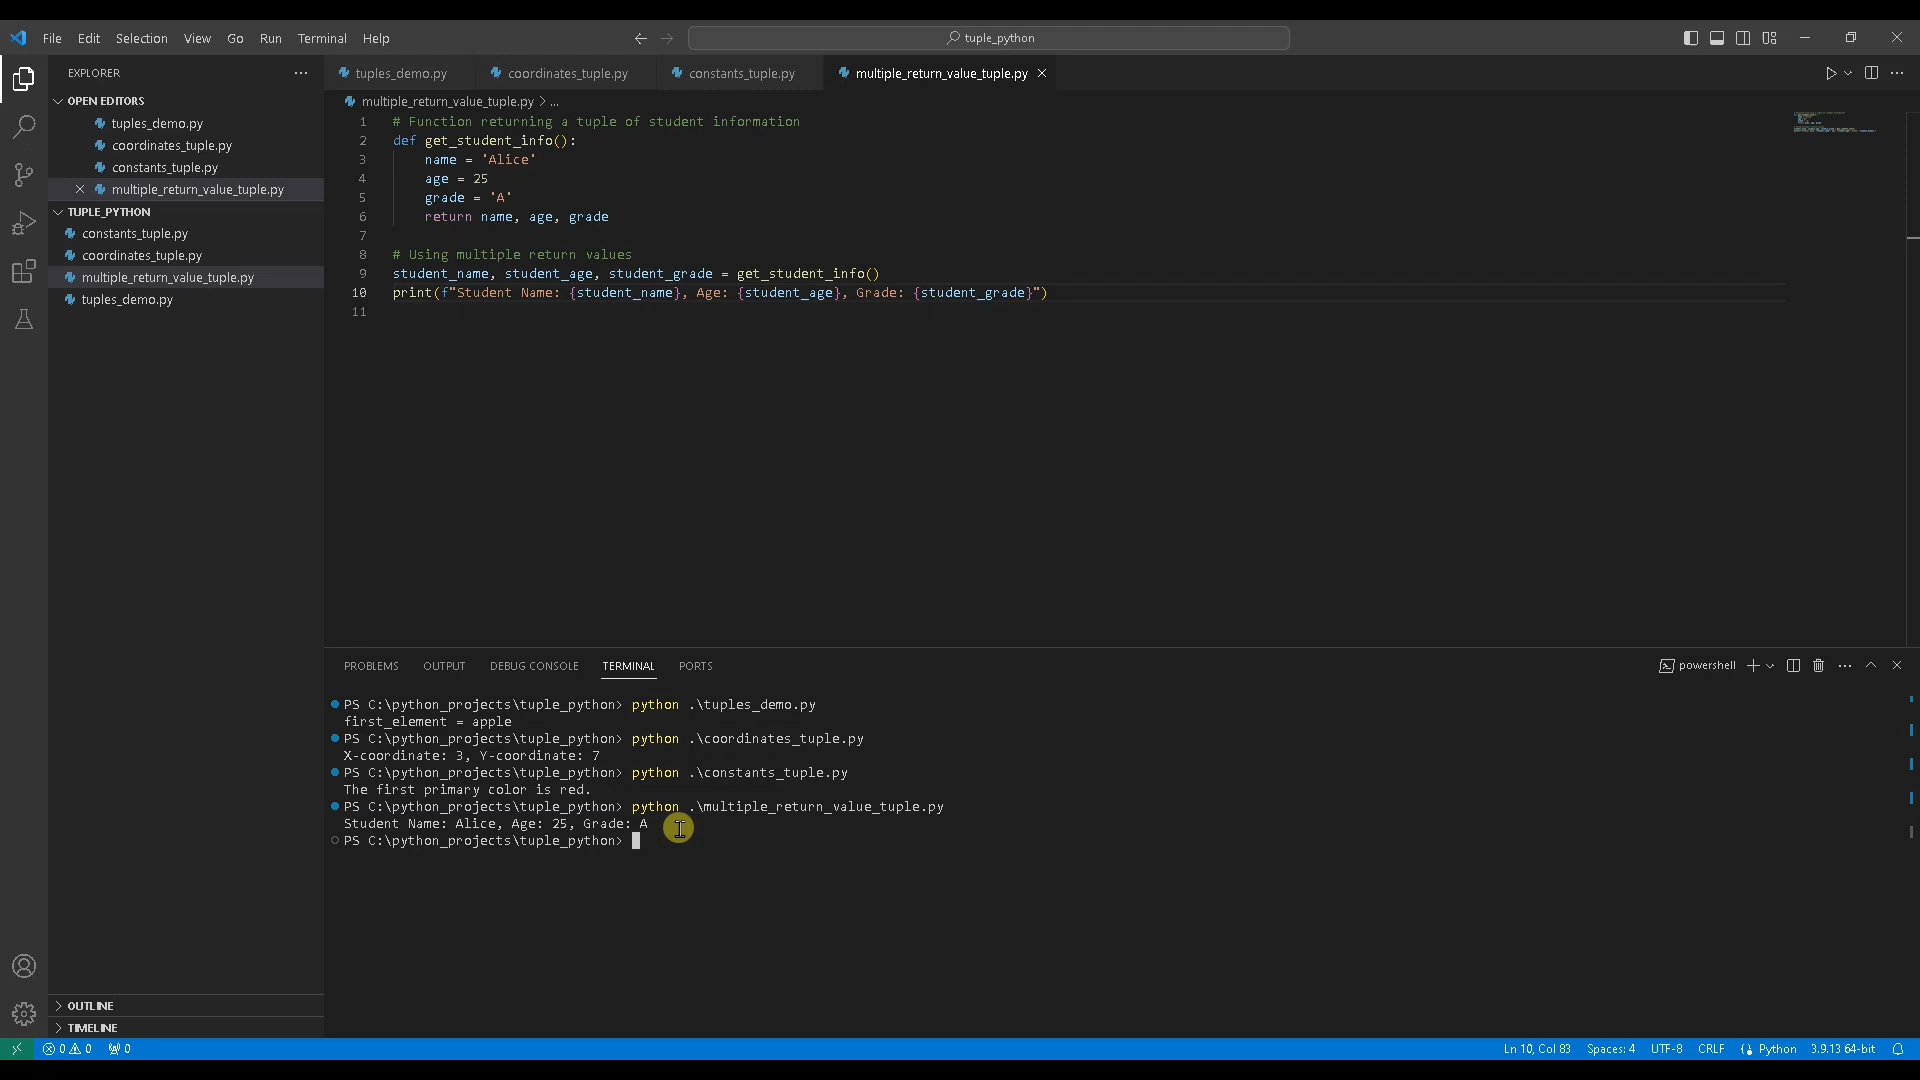 File Edit Selection View Go Run Terminal Help
tuple_python
EXPLORER
OPEN EDITORS
tuples_demo.py
coordinates_tuple.py
constants_tuple.py
multiple_return_value_tuple.py
TUPLE_PYTHON
constants_tuple.py
coordinates_tuple.py
multiple_return_value_tuple.py
tuples_demo.py
OUTLINE
TIMELINE
tuples_demo.py coordinates_tuple.py constants_tuple.py multiple_return_value_tuple.py
multiple_return_value_tuple.py > ...
1 # Function returning a tuple of student information
2 def get_student_info():
3 name = 'Alice'
4 age = 25
5 grade = 'A'
6 return name, age, grade
7
8 # Using multiple return values
9 student_name, student_age, student_grade = get_student_info()
10 print(f"Student Name: {student_name}, Age: {student_age}, Grade: {student_grade}")
11
PROBLEMS OUTPUT DEBUG CONSOLE TERMINAL PORTS
powershell
PS C:\python_projects\tuple_python> python .\tuples_demo.py
first_element = apple
PS C:\python_projects\tuple_python> python .\coordinates_tuple.py
X-coordinate: 3, Y-coordinate: 7
PS C:\python_projects\tuple_python> python .\constants_tuple.py
The first primary color is red.
PS C:\python_projects\tuple_python> python .\multiple_return_value_tuple.py
Student Name: Alice, Age: 25, Grade: A
PS C:\python_projects\tuple_python>
0 0 0
Ln 10, Col 83 Spaces: 4 UTF-8 CRLF Python 3.9.13 64-bit